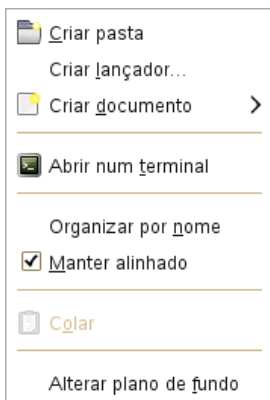 Criar pasta
Criar lançador...
Criar documento
Abrir num terminal
Organizar por nome
Manter alinhado
Colar
Alterar plano de fundo